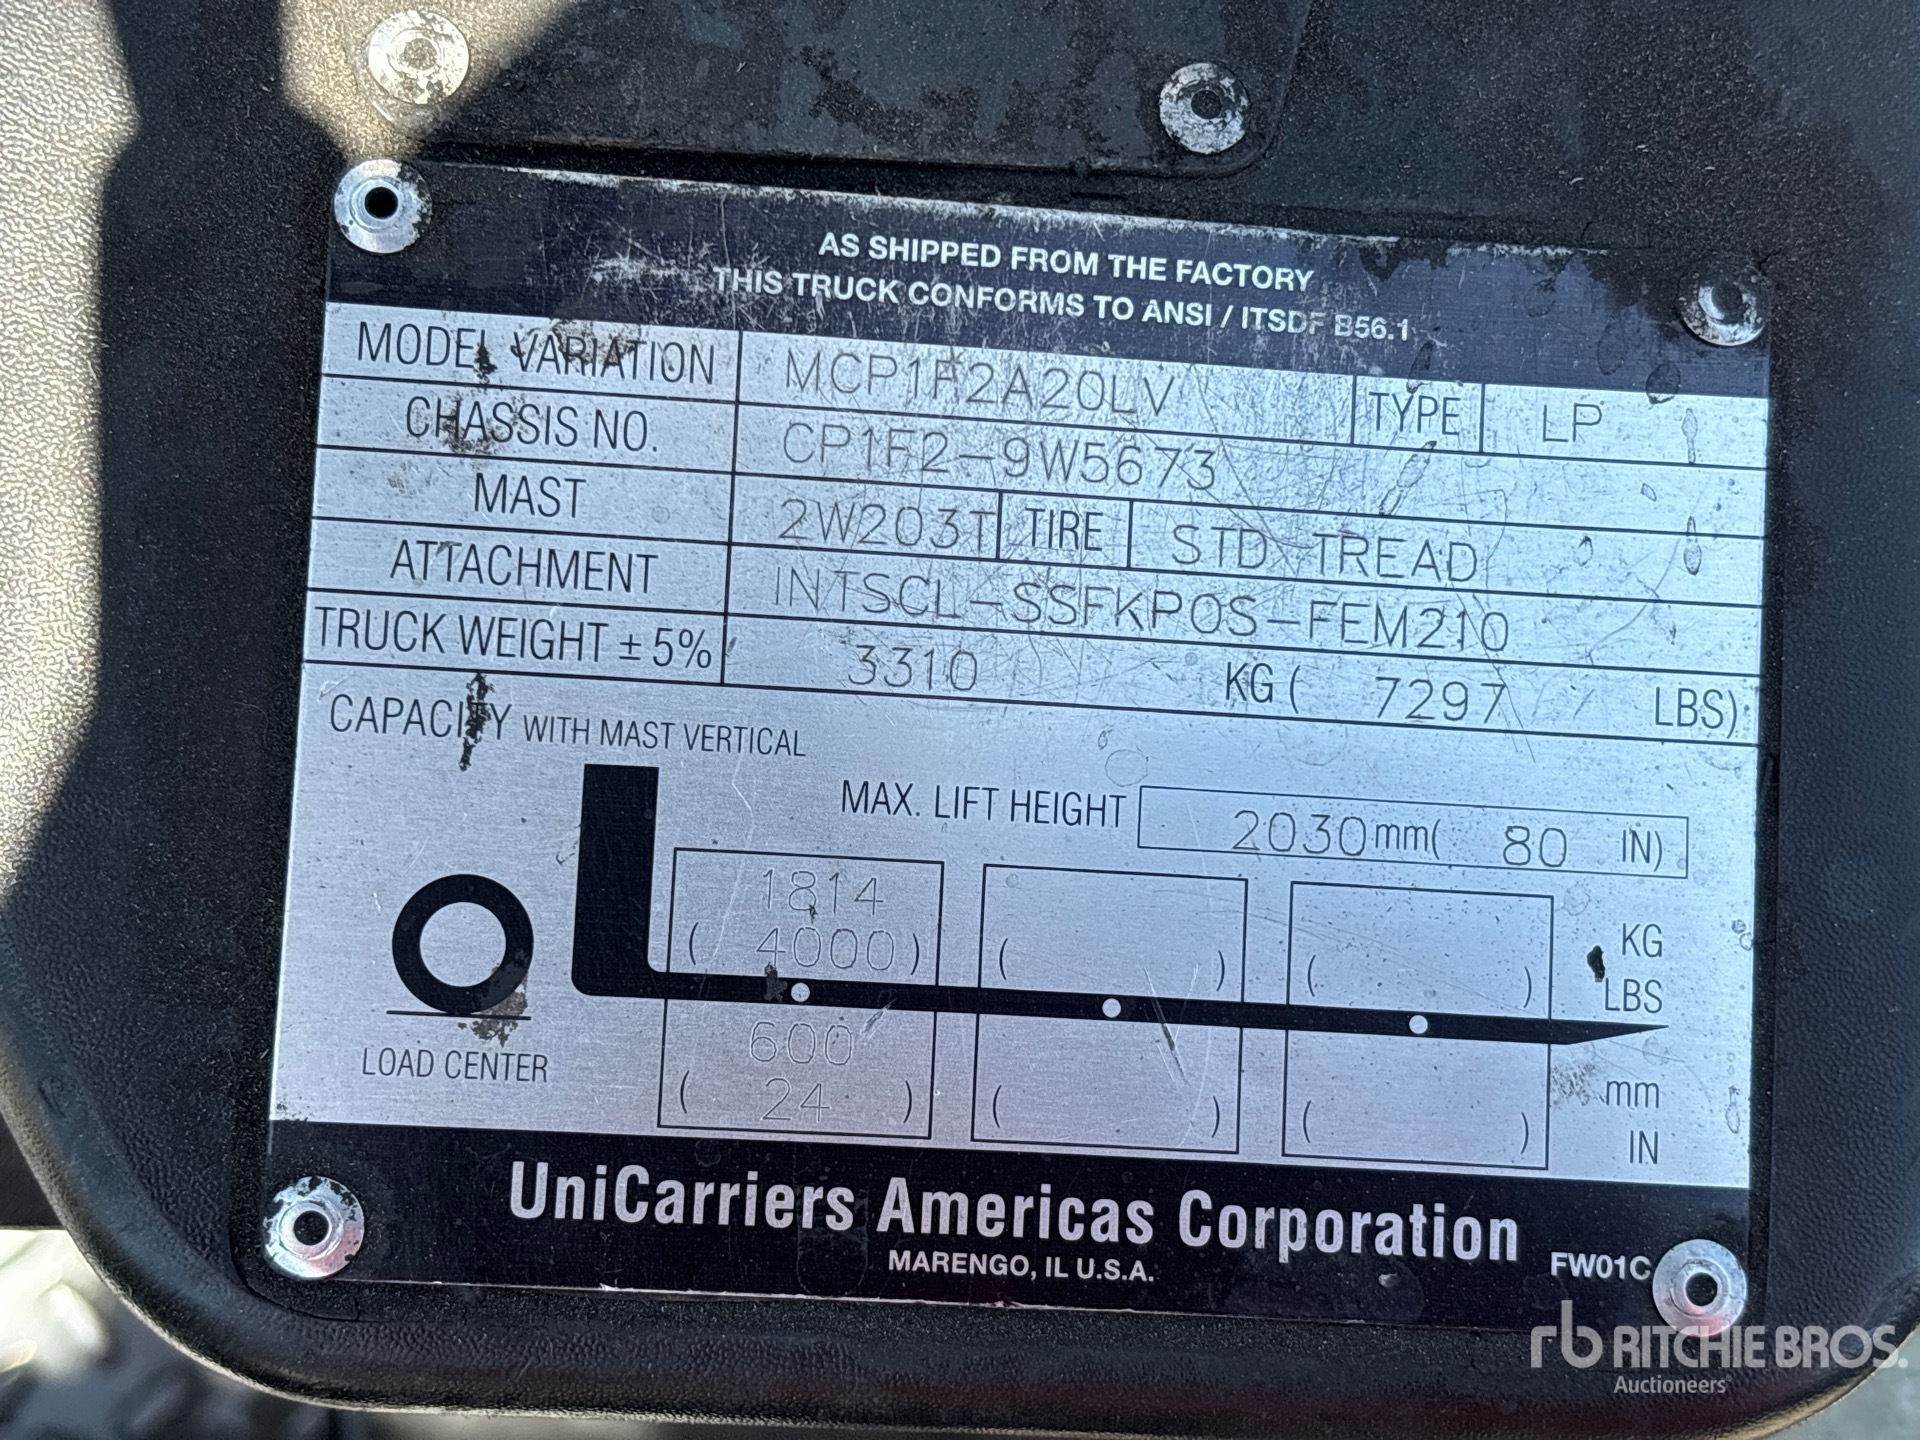 AS SHIPPED FROM THE FACTORY
THIS TRUCK CONFORMS TO ANSI / ITSDF B56.1
MODEL VARIATION MCP1F2A20LV TYPE LP
CHASSIS NO. CP1F2-9W5673
MAST 2W203T TIRE STD TREAD
ATTACHMENT INTSCL-SSFKPOS-FEM210
TRUCK WEIGHT ± 5% 3310 KG ( 7297 LBS)
CAPACITY WITH MAST VERTICAL
MAX. LIFT HEIGHT 2030 mm( 80 IN)
1814 KG
( 4000 ) ( ) ( ) LBS
LOAD CENTER 600 mm
( 24 ) ( ) ( ) IN
UniCarriers Americas Corporation
MARENGO, IL U.S.A. FW01C
rb RITCHIE BROS.
Auctioneers